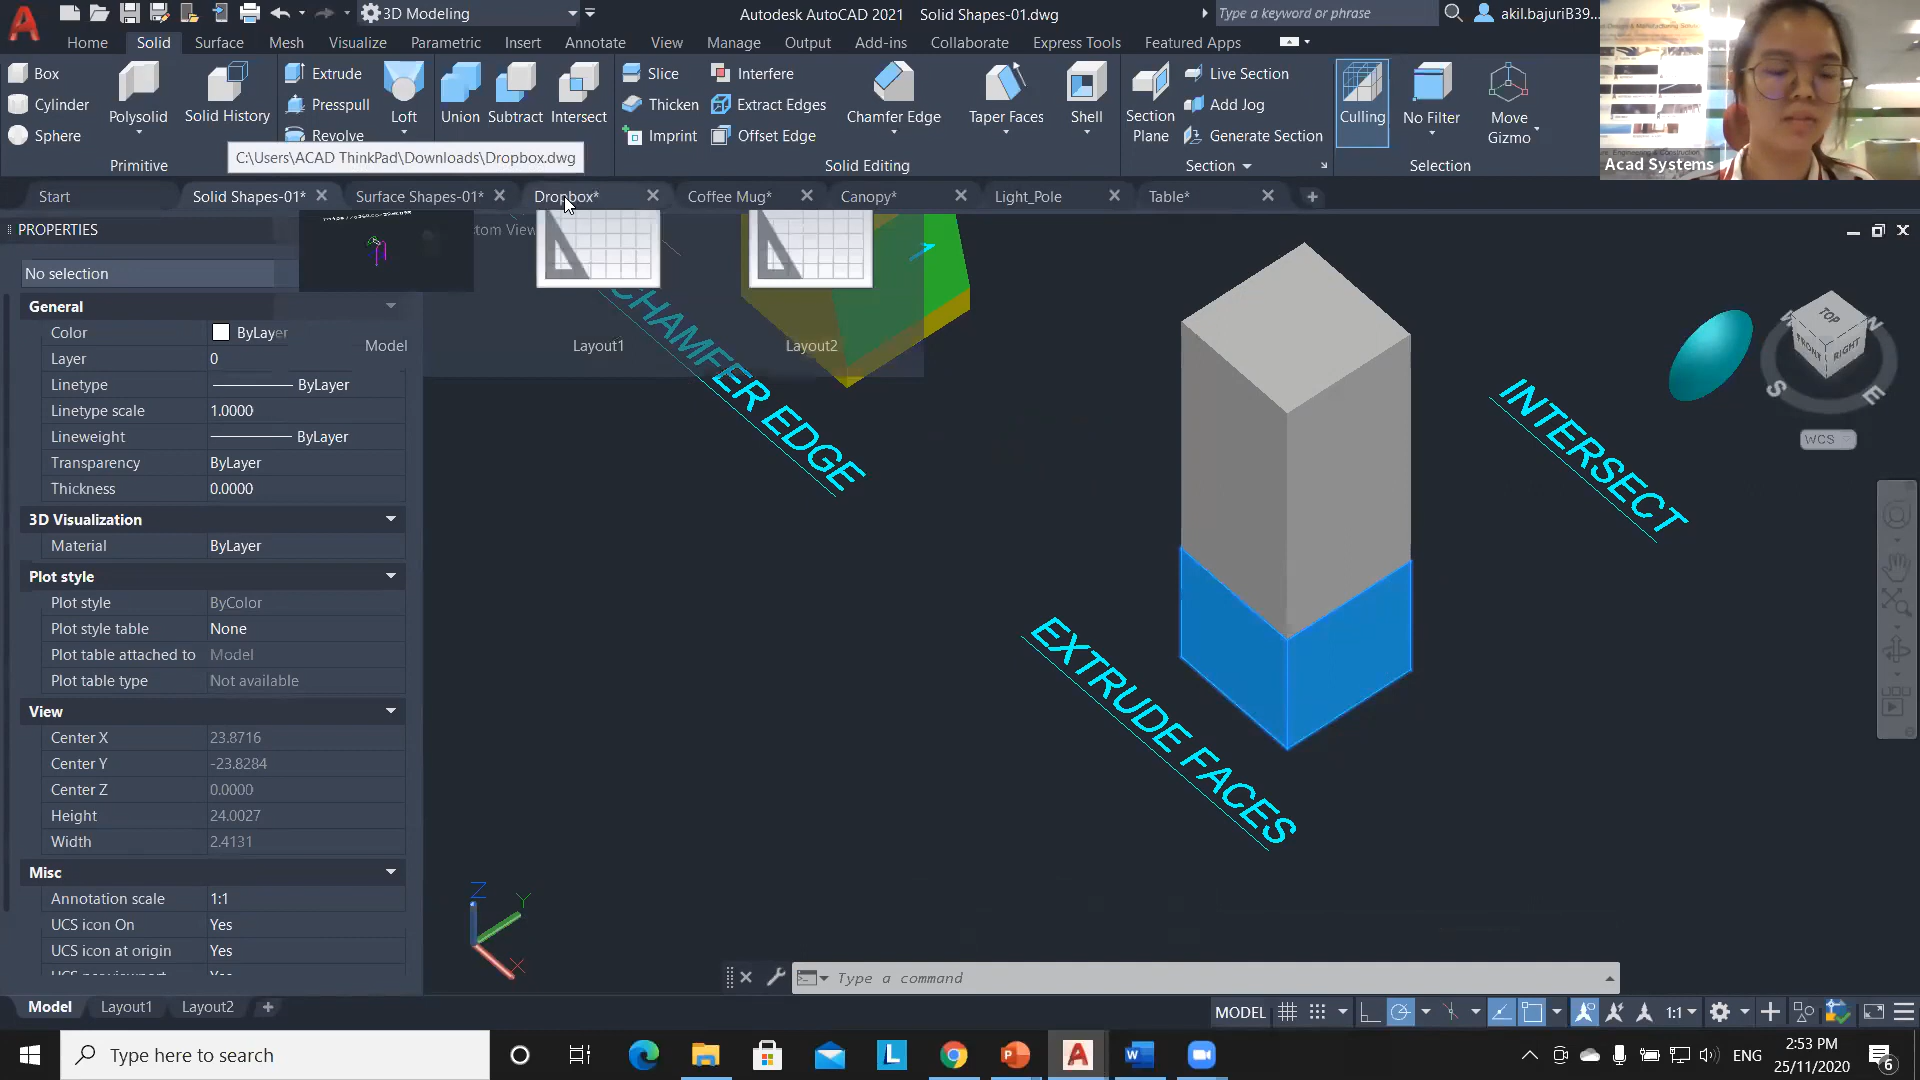 3D Modeling
Autodesk AutoCAD 2021 Solid Shapes-01.dwg
Type a keyword or phrase
akil.bajuriB39...
Home Solid Surface Mesh Visualize Parametric Insert Annotate View Manage Output Add-ins Collaborate Express Tools Featured Apps
Box
Cylinder
Sphere
Polysolid
Solid History
Primitive
Extrude
Presspull
Revolve
Loft
Union Subtract Intersect
Slice
Thicken
Imprint
Interfere
Extract Edges
Offset Edge
Chamfer Edge
Taper Faces
Shell
Solid Editing
Section
Plane
Live Section
Add Jog
Generate Section
Section
Culling
No Filter
Move
Gizmo
Selection
Acad Systems
C:\Users\ACAD ThinkPad\Downloads\Dropbox.dwg
Start Solid Shapes-01* Surface Shapes-01* Dropbox* Coffee Mug* Canopy* Light_Pole Table*
PROPERTIES
No selection
General
Color ByLayer
Layer 0
Linetype ByLayer
Linetype scale 1.0000
Lineweight ByLayer
Transparency ByLayer
Thickness 0.0000
3D Visualization
Material ByLayer
Plot style
Plot style ByColor
Plot style table None
Plot table attached to Model
Plot table type Not available
View
Center X 23.8716
Center Y -23.8284
Center Z 0.0000
Height 24.0027
Width 2.4131
Misc
Annotation scale 1:1
UCS icon On Yes
UCS icon at origin Yes
Model Layout1 Layout2
CHAMFER EDGE
EXTRUDE FACES
INTERSECT
TOP
FRONT
RIGHT
S
E
WCS
Z
Y
X
Type a command
Model Layout1 Layout2
MODEL
1:1
Type here to search
ENG
2:53 PM
25/11/2020
6